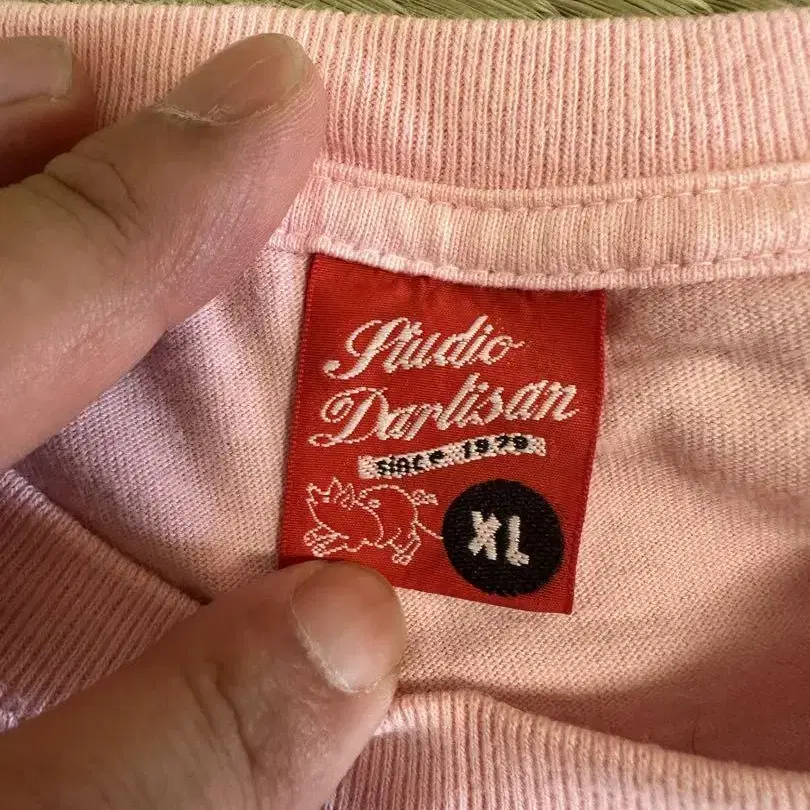 Studio
Dartisan
since 1979
XL